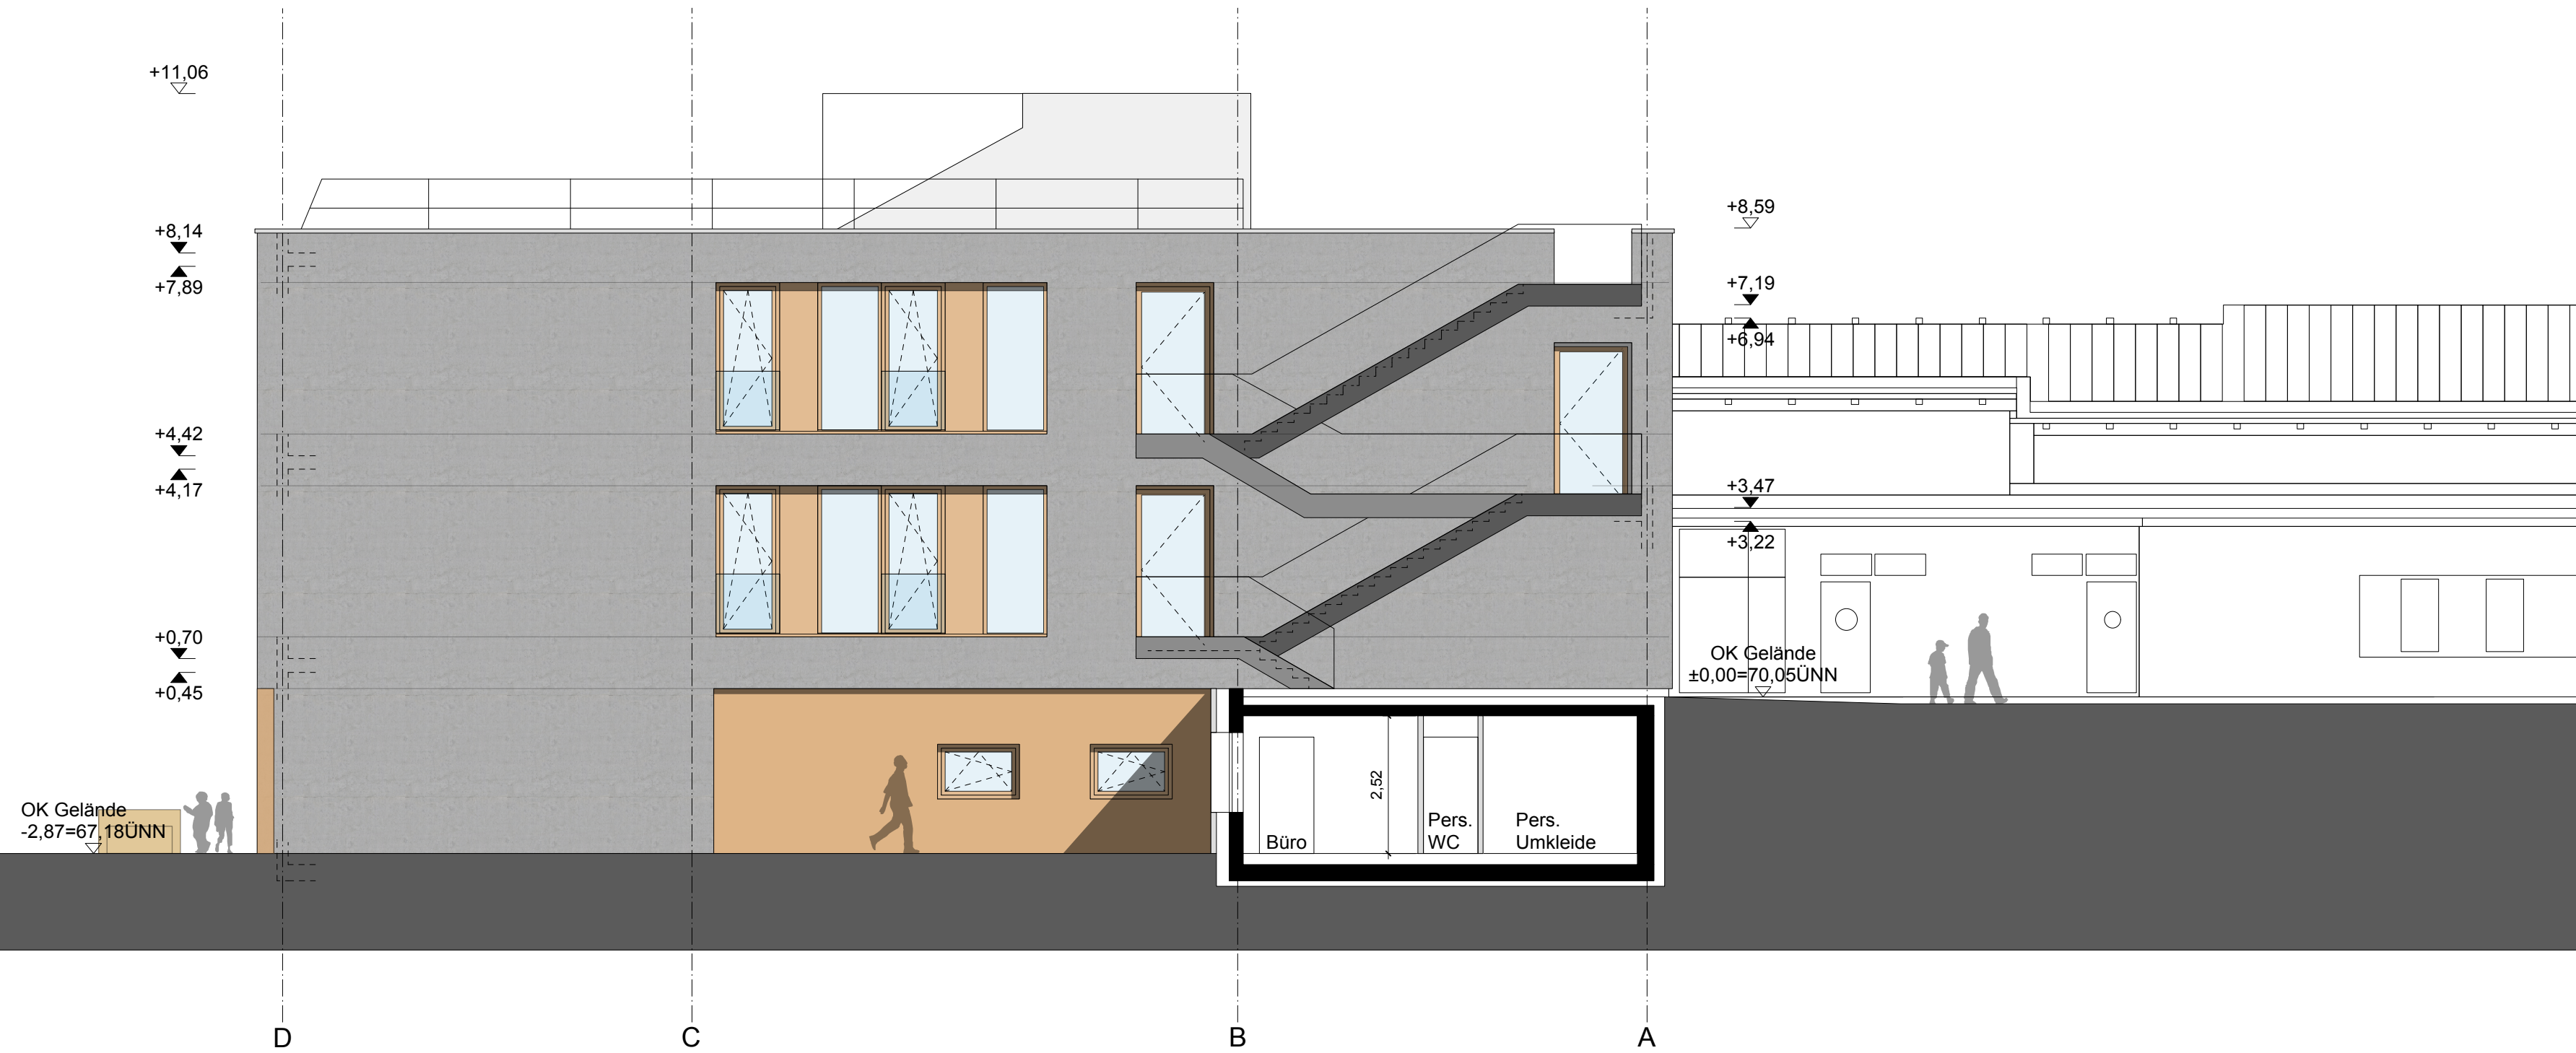 +11,06
+8,14
+7,89
+4,42
+4,17
+0,70
+0,45
OK Gelände
-2,87=67,18ÜNN
+8,59
+7,19
+6,94
+3,47
+3,22
OK Gelände
±0,00=70,05ÜNN
2,52
Büro
Pers.
WC
Pers.
Umkleide
D
C
B
A